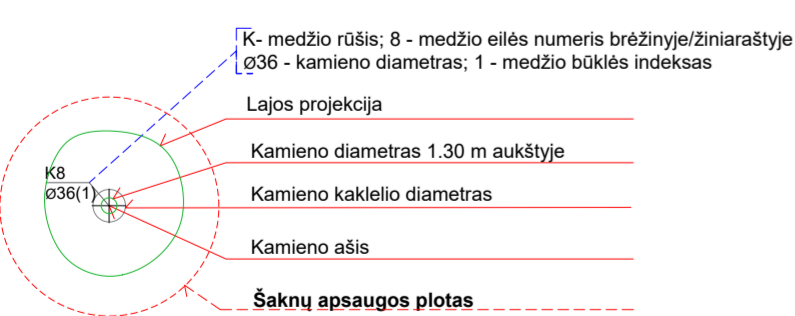 K- medžio rūšis; 8 - medžio eilės numeris brėžinyje/žiniaraštyje
Ø36 - kamieno diametras; 1 - medžio būklės indeksas
Lajos projekcija
Kamieno diametras 1.30 m aukštyje
K8
Ø36(1)
Kamieno kaklelio diametras
Kamieno ašis
Šaknų apsaugos plotas